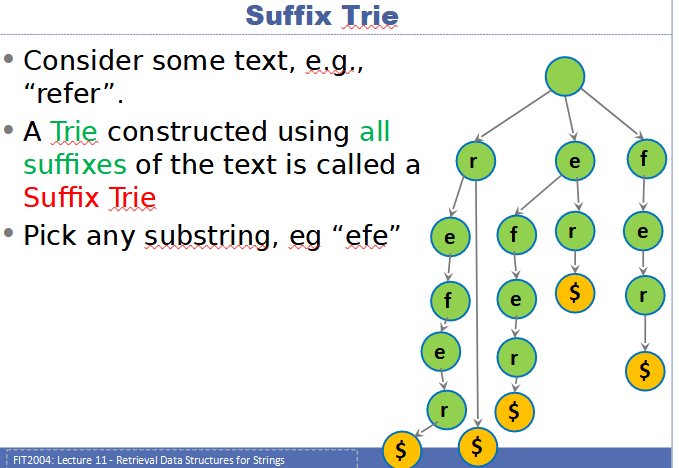 Suffix Trie
Consider some text, e.g.,
“refer”.
A Trie constructed using all
suffixes of the text is called a
Suffix Trie
Pick any substring, eg “efe”
r
e
f
e
f
r
e
f
e
$
r
e
r
r
$
$
$
$
FIT2004: Lecture 11 - Retrieval Data Structures for Strings